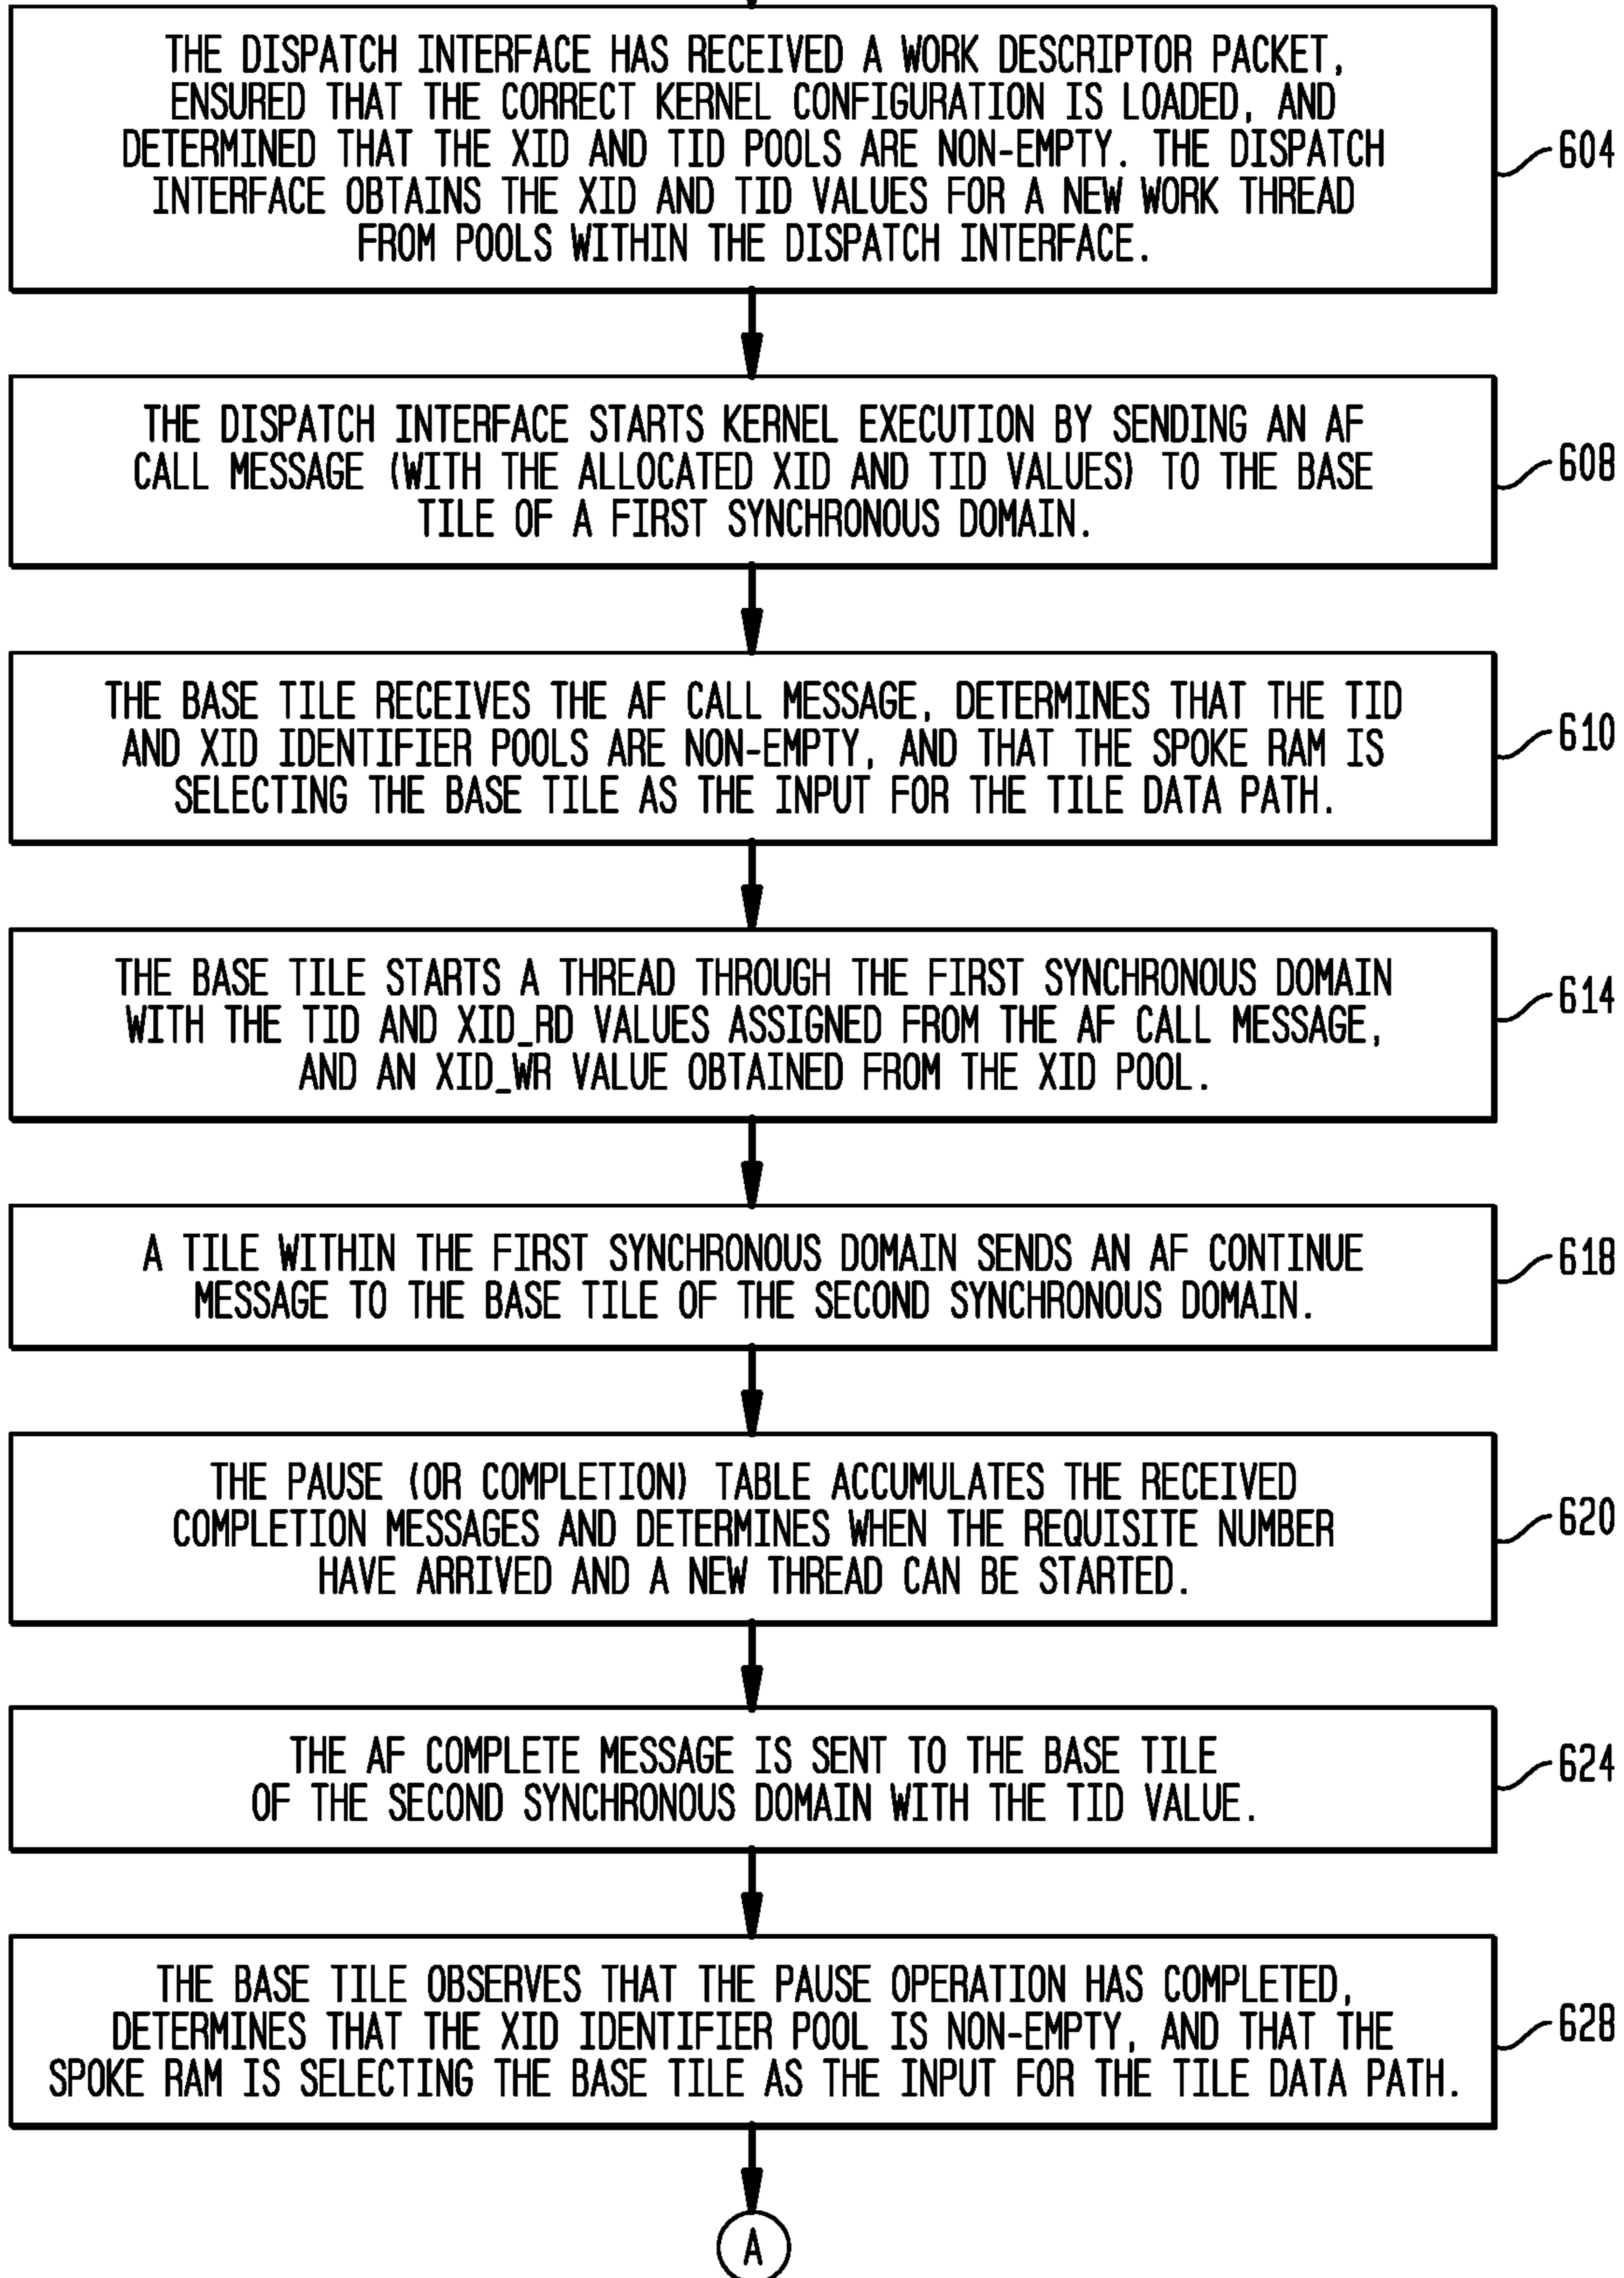 THE DISPATCH INTERFACE HAS RECEIVED A WORK DESCRIPTOR PACKET,
ENSURED THAT THE CORRECT KERNEL CONFIGURATION IS LOADED, AND
DETERMINED THAT THE XID AND TID POOLS ARE NON-EMPTY. THE DISPATCH
INTERFACE OBTAINS THE XID AND TID VALUES FOR A NEW WORK THREAD
FROM POOLS WITHIN THE DISPATCH INTERFACE.
604
THE DISPATCH INTERFACE STARTS KERNEL EXECUTION BY SENDING AN AF
CALL MESSAGE (WITH THE ALLOCATED XID AND TID VALUES) TO THE BASE
TILE OF A FIRST SYNCHRONOUS DOMAIN.
608
THE BASE TILE RECEIVES THE AF CALL MESSAGE, DETERMINES THAT THE TID
AND XID IDENTIFIER POOLS ARE NON-EMPTY, AND THAT THE SPOKE RAM IS
SELECTING THE BASE TILE AS THE INPUT FOR THE TILE DATA PATH.
610
THE BASE TILE STARTS A THREAD THROUGH THE FIRST SYNCHRONOUS DOMAIN
WITH THE TID AND XID_RD VALUES ASSIGNED FROM THE AF CALL MESSAGE,
AND AN XID_WR VALUE OBTAINED FROM THE XID POOL.
614
A TILE WITHIN THE FIRST SYNCHRONOUS DOMAIN SENDS AN AF CONTINUE
MESSAGE TO THE BASE TILE OF THE SECOND SYNCHRONOUS DOMAIN.
618
THE PAUSE (OR COMPLETION) TABLE ACCUMULATES THE RECEIVED
COMPLETION MESSAGES AND DETERMINES WHEN THE REQUISITE NUMBER
HAVE ARRIVED AND A NEW THREAD CAN BE STARTED.
620
THE AF COMPLETE MESSAGE IS SENT TO THE BASE TILE
OF THE SECOND SYNCHRONOUS DOMAIN WITH THE TID VALUE.
624
THE BASE TILE OBSERVES THAT THE PAUSE OPERATION HAS COMPLETED,
DETERMINES THAT THE XID IDENTIFIER POOL IS NON-EMPTY, AND THAT THE
SPOKE RAM IS SELECTING THE BASE TILE AS THE INPUT FOR THE TILE DATA PATH.
628
A